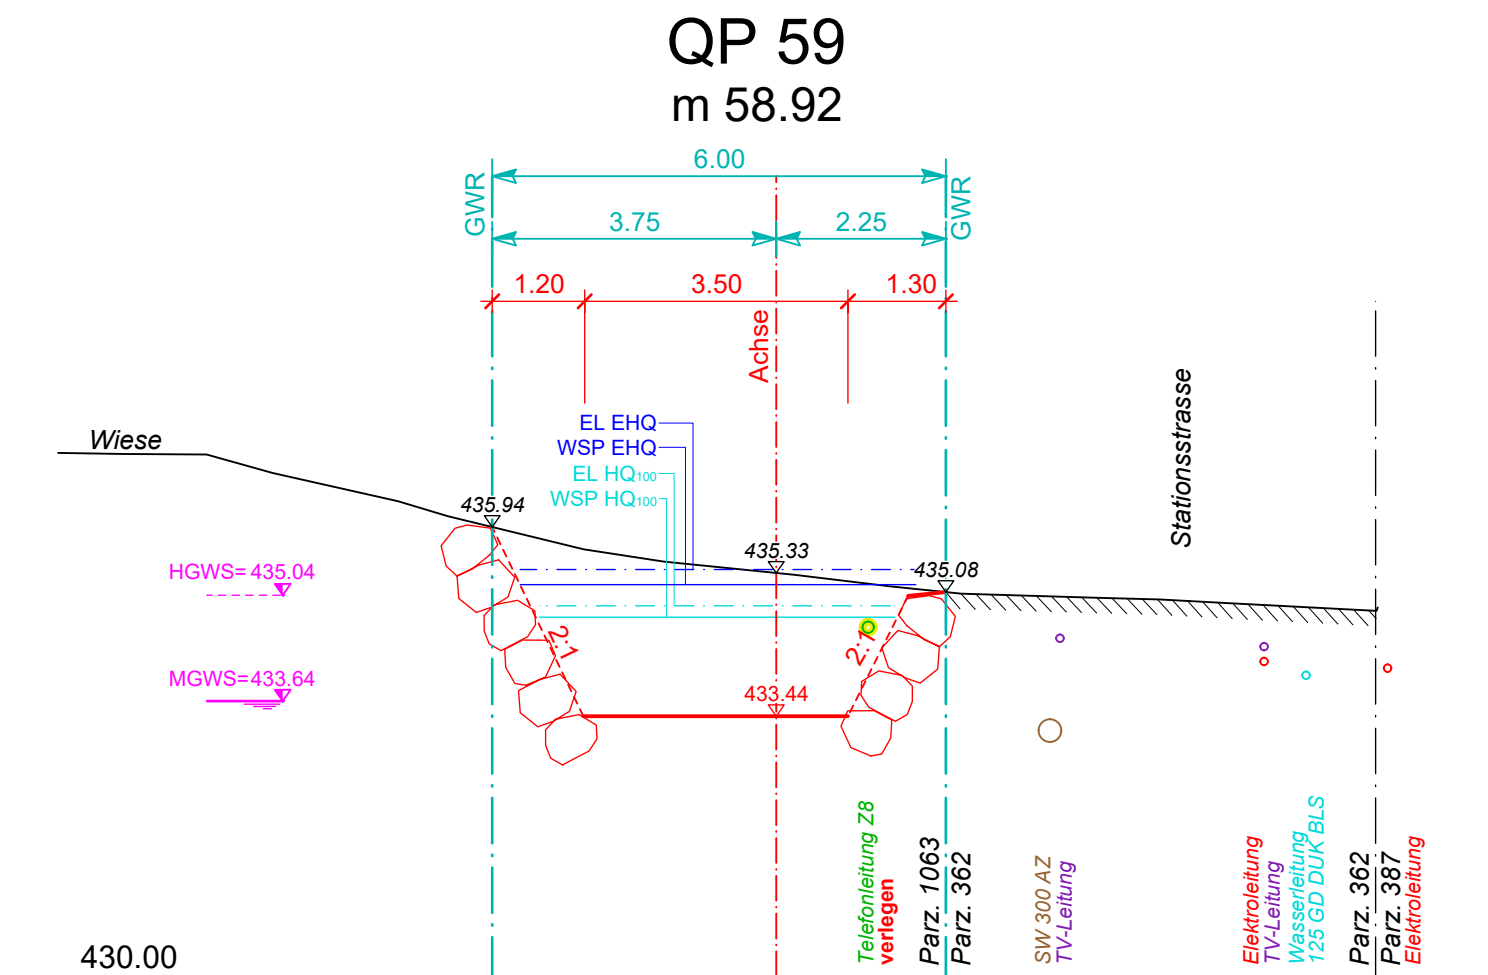 QP 59
m 58.92
6.00
GWR
GWR
3.75
2.25
1.20
3.50
1.30
Achse
EL EHQ
WSP EHQ
EL HQ100
WSP HQ100
Wiese
Stationsstrasse
435.94
435.33
435.08
HGWS= 435.04
MGWS=433.64
2:1
2:1
433.44
Telefonleitung Z8
verlegen
Parz. 1063
Parz. 362
SW 300 AZ
TV-Leitung
Elektroleitung
TV-Leitung
Wasserleitung
125 GD DUK BLS
Parz. 362
Parz. 387
Elektroleitung
430.00